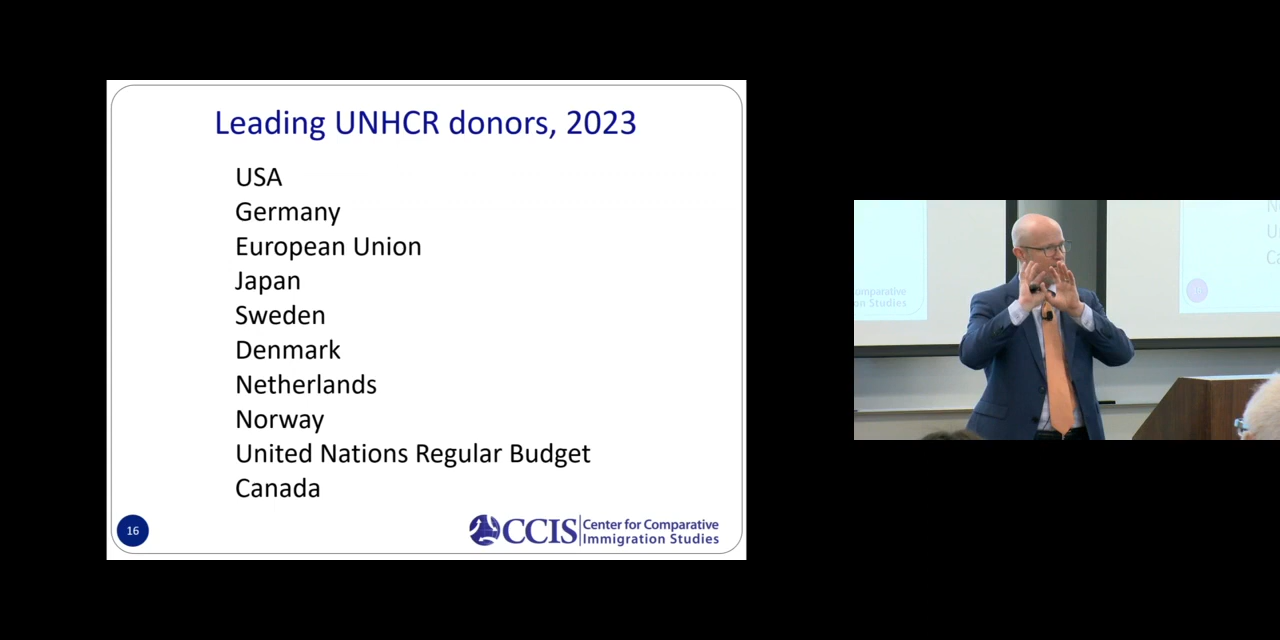 Leading UNHCR donors, 2023
USA
Germany
European Union
Japan
Sweden
Denmark
Netherlands
Norway
United Nations Regular Budget
Canada
16
CCIS
Center for Comparative
Immigration Studies